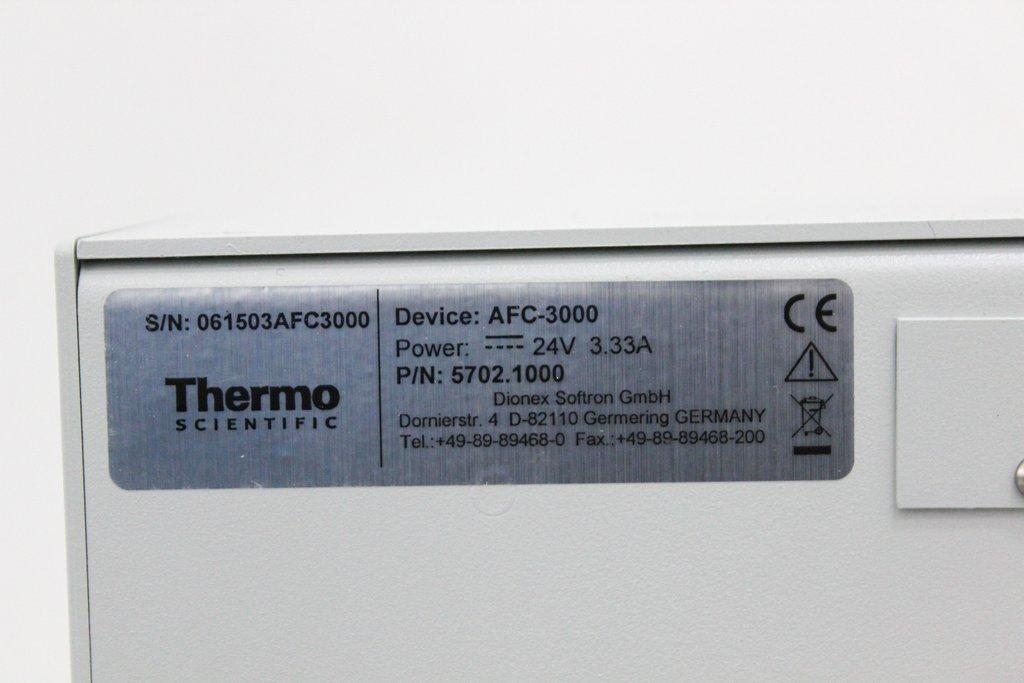 S/N: 061503AFC3000
Thermo
SCIENTIFIC
Device: AFC-3000
Power: 24V 3.33A
P/N: 5702.1000
Dionex Softron GmbH
Dornierstr. 4 D-82110 Germering GERMANY
Tel.:+49-89-89468-0 Fax.:+49-89-89468-200
CE